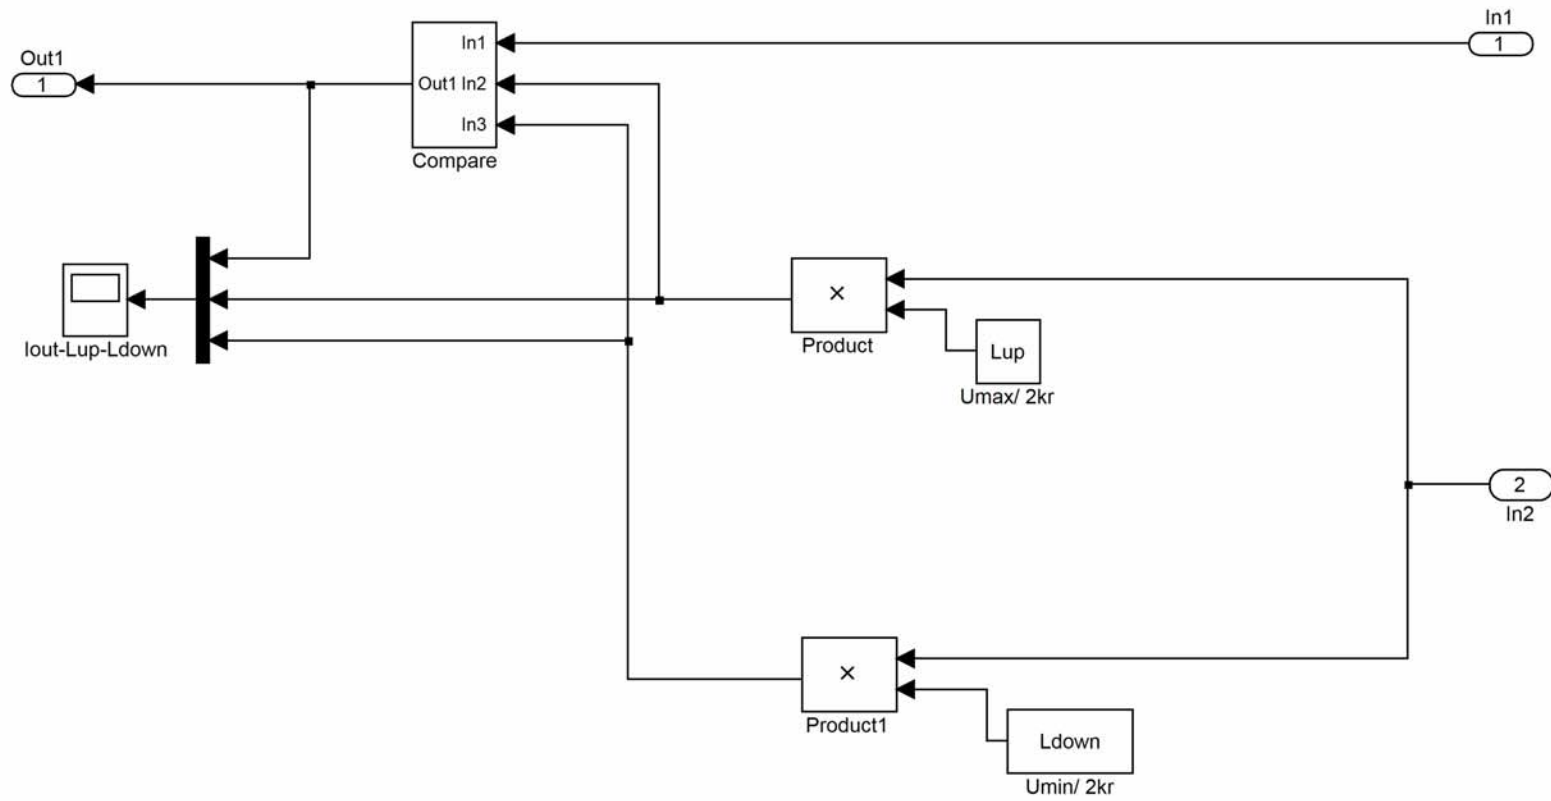 In1
1
Out1
1
In1
Out1 In2
In3
Compare
×
Product
Lup
Umax/ 2kr
Iout-Lup-Ldown
2
In2
×
Product1
Ldown
Umin/ 2kr